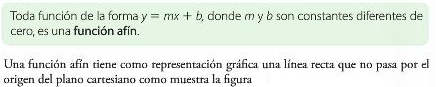 Toda función de la forma y = mx + b, donde m y b son constantes diferentes de
cero, es una función afín.
Una función afín tiene como representación gráfica una línea recta que no pasa por el
origen del plano cartesiano como muestra la figura